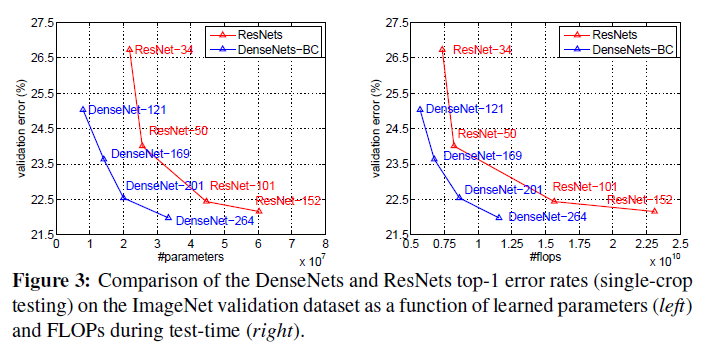 27.5
26.5
25.5
24.5
23.5
22.5
21.5
validation error (%)
ResNets
DenseNets−BC
ResNet−34
DenseNet−121
ResNet−50
DenseNet−169
DenseNet−201
ResNet−101
ResNet−152
DenseNet−264
0 1 2 3 4 5 6 7 8
#parameters
x 10^7
27.5
26.5
25.5
24.5
23.5
22.5
21.5
validation error (%)
ResNets
DenseNets−BC
ResNet−34
DenseNet−121
ResNet−50
DenseNet−169
DenseNet−201
ResNet−101
ResNet−152
DenseNet−264
0.5 0.75 1 1.25 1.5 1.75 2 2.25 2.5
#flops
x 10^10
Figure 3: Comparison of the DenseNets and ResNets top-1 error rates (single-crop
testing) on the ImageNet validation dataset as a function of learned parameters (left)
and FLOPs during test-time (right).